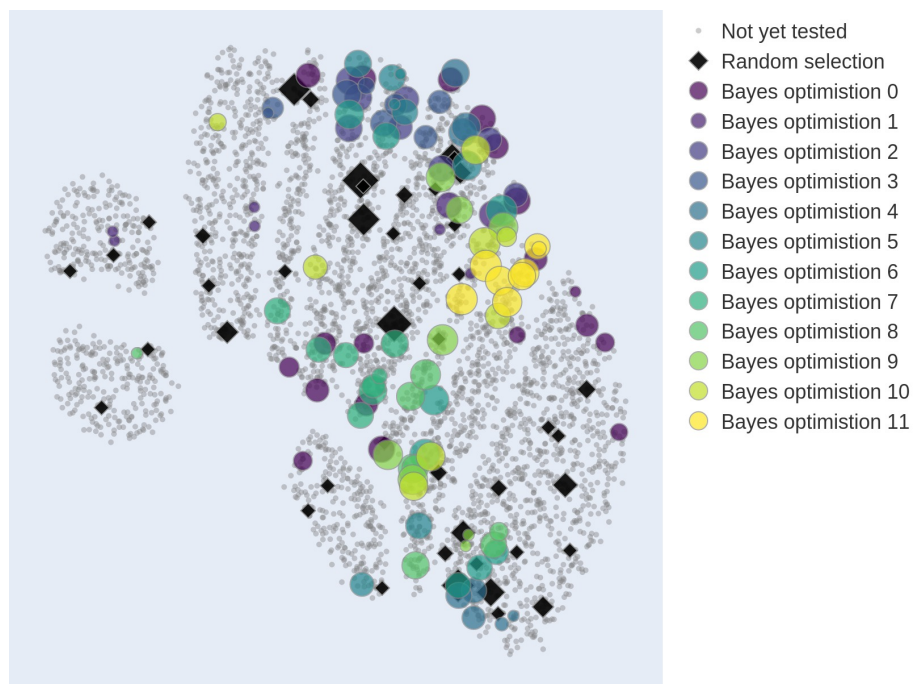 Not yet tested
Random selection
Bayes optimistion 0
Bayes optimistion 1
Bayes optimistion 2
Bayes optimistion 3
Bayes optimistion 4
Bayes optimistion 5
Bayes optimistion 6
Bayes optimistion 7
Bayes optimistion 8
Bayes optimistion 9
Bayes optimistion 10
Bayes optimistion 11